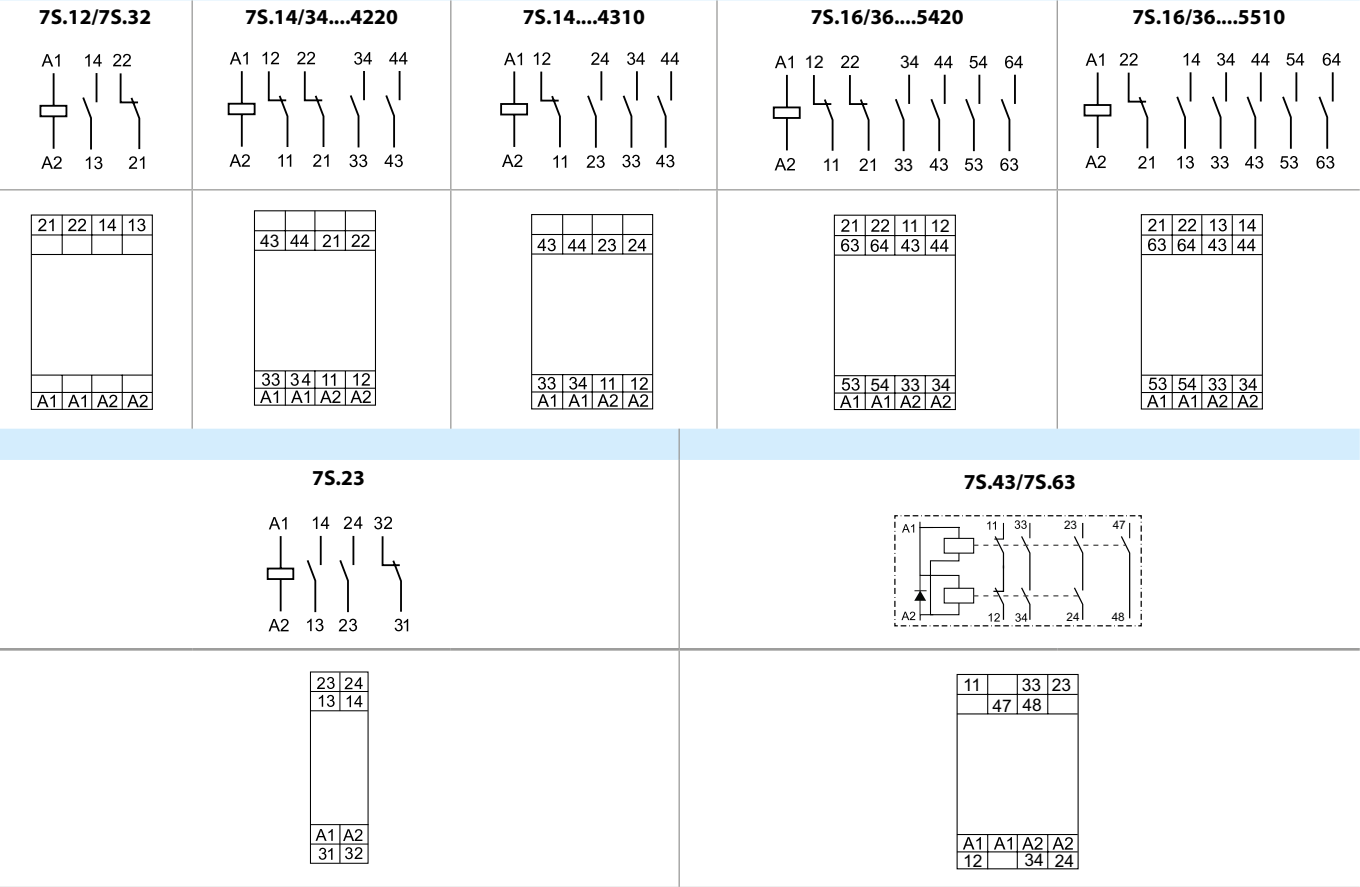 7S.12/7S.32
A1 14 22
A2 13 21
21 22 14 13
A1 A1 A2 A2
7S.14/34....4220
A1 12 22 34 44
A2 11 21 33 43
43 44 21 22
33 34 11 12
A1 A1 A2 A2
7S.14....4310
A1 12 24 34 44
A2 11 23 33 43
43 44 23 24
33 34 11 12
A1 A1 A2 A2
7S.16/36....5420
A1 12 22 34 44 54 64
A2 11 21 33 43 53 63
21 22 11 12
63 64 43 44
53 54 33 34
A1 A1 A2 A2
7S.16/36....5510
A1 22 14 34 44 54 64
A2 21 13 33 43 53 63
21 22 13 14
63 64 43 44
53 54 33 34
A1 A1 A2 A2
7S.23
A1 14 24 32
A2 13 23 31
23 24
13 14
A1 A2
31 32
7S.43/7S.63
A1 11 33 23 47
A2 12 34 24 48
11 33 23
47 48
A1 A1 A2 A2
12 34 24